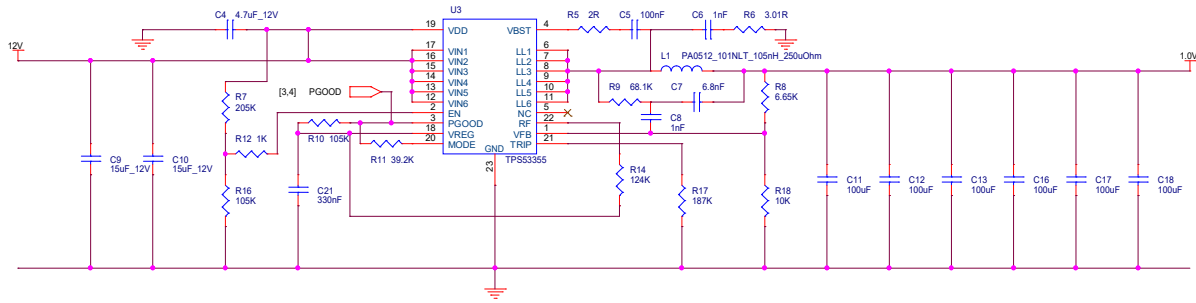 U3
C4 4.7uF_12V
19 VDD VBST 4
R5 2R
C5 100nF
C6 1nF
R6 3.01R
12V
17 VIN1 LL1 6
16 VIN2 LL2 7
15 VIN3 LL3 8
14 VIN4 LL4 9
13 VIN5 LL5 10
12 VIN6 LL6 11
2 EN NC 5
3 PGOOD RF 22
18 VREG VFB 1
20 MODE TRIP 21
GND
23
TPS53355
L1 PA0512_101NLT_105nH_250uOhm
1.0V
[3,4] PGOOD
R7
205K
R9 68.1K
C7
6.8nF
R8
6.65K
C8
1nF
R12 1K
R10 105K
R11 39.2K
C9
15uF_12V
C10
15uF_12V
R16
105K
C21
330nF
R14
124K
R17
187K
R18
10K
C11
100uF
C12
100uF
C13
100uF
C16
100uF
C17
100uF
C18
100uF